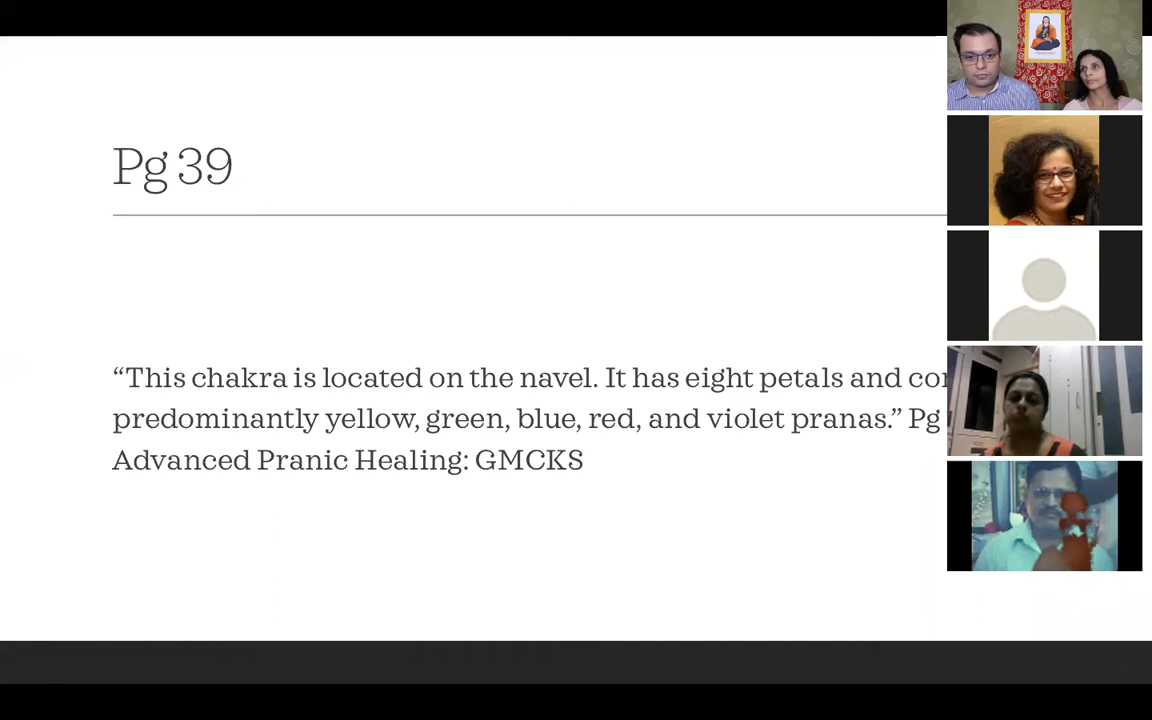 Pg 39
“This chakra is located on the navel. It has eight petals and
predominantly yellow, green, blue, red, and violet pranas.” Pg
Advanced Pranic Healing: GMCKS